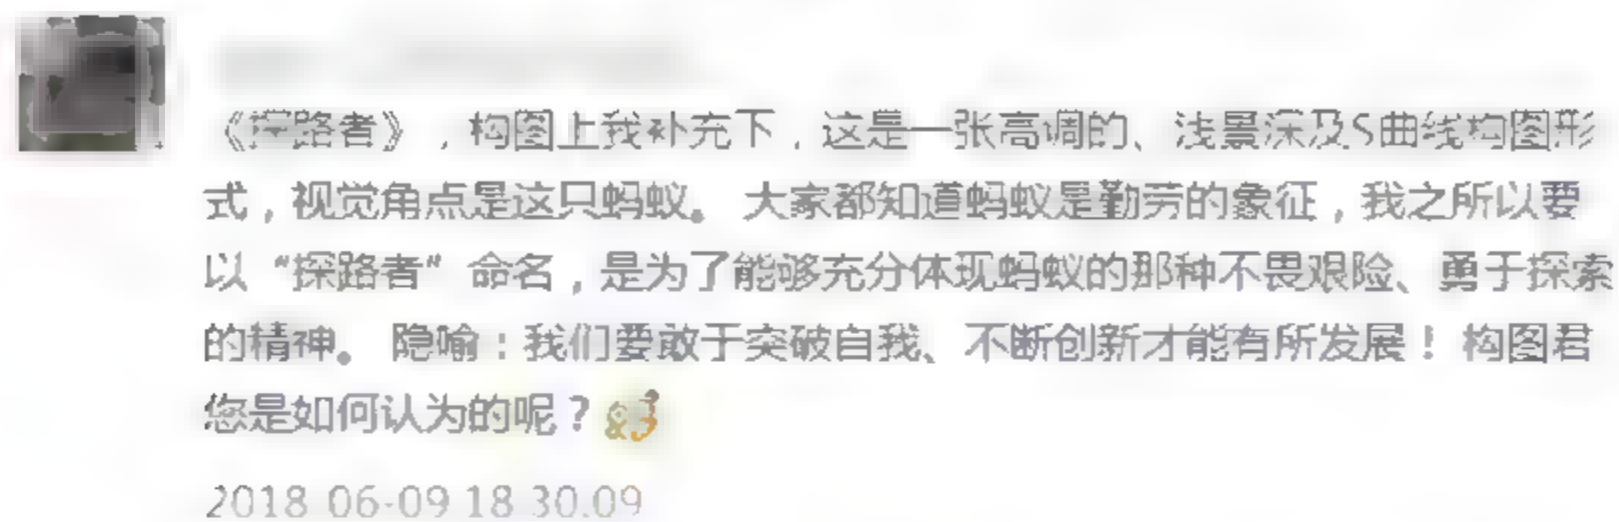 《探路者》，构图上我补充下，这是一张高调的、浅景深及S曲线构图形
式，视觉角点是这只蚂蚁。 大家都知道蚂蚁是勤劳的象征，我之所以要
以“探路者”命名，是为了能够充分体现蚂蚁的那种不畏艰险、勇于探索
的精神。 隐喻：我们要敢于突破自我、不断创新才能有所发展！构图君
您是如何认为的呢？
2018-06-09 18:30:09